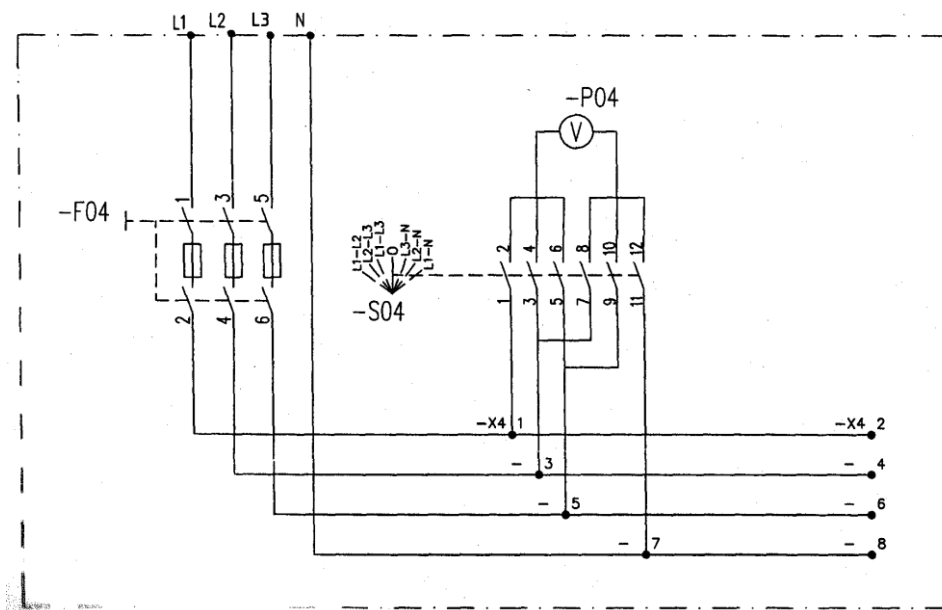 L1 L2 L3 N
-P04
V
-F04
1 3 5
L1-L2
L2-L3
L1-L3
0
L3-N
L2-N
L1-N
2 4 6 8 10 12
-S04
1 3 5 7 9 11
2 4 6
-X4 1 -X4 2
- 3 - 4
- 5 - 6
- 7 - 8